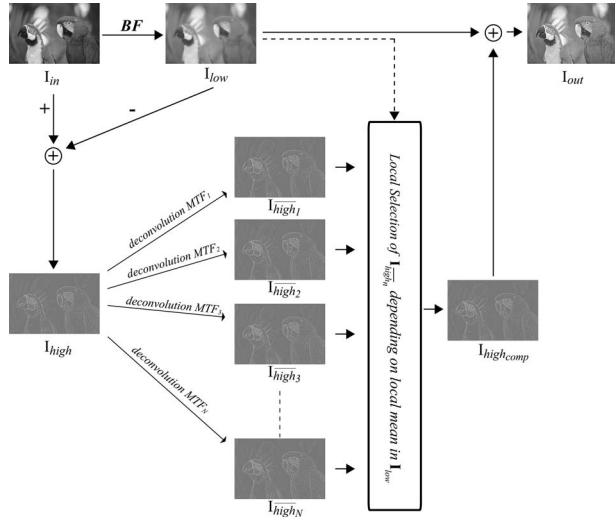 BF
I_in
I_low
I_out
+
-
deconvolution MTF_1
deconvolution MTF_2
deconvolution MTF_3
deconvolution MTF_N
I_high
I_high_1
I_high_2
I_high_3
I_high_N
Local Selection of I_high_n depending on local mean in I_low
I_high_comp